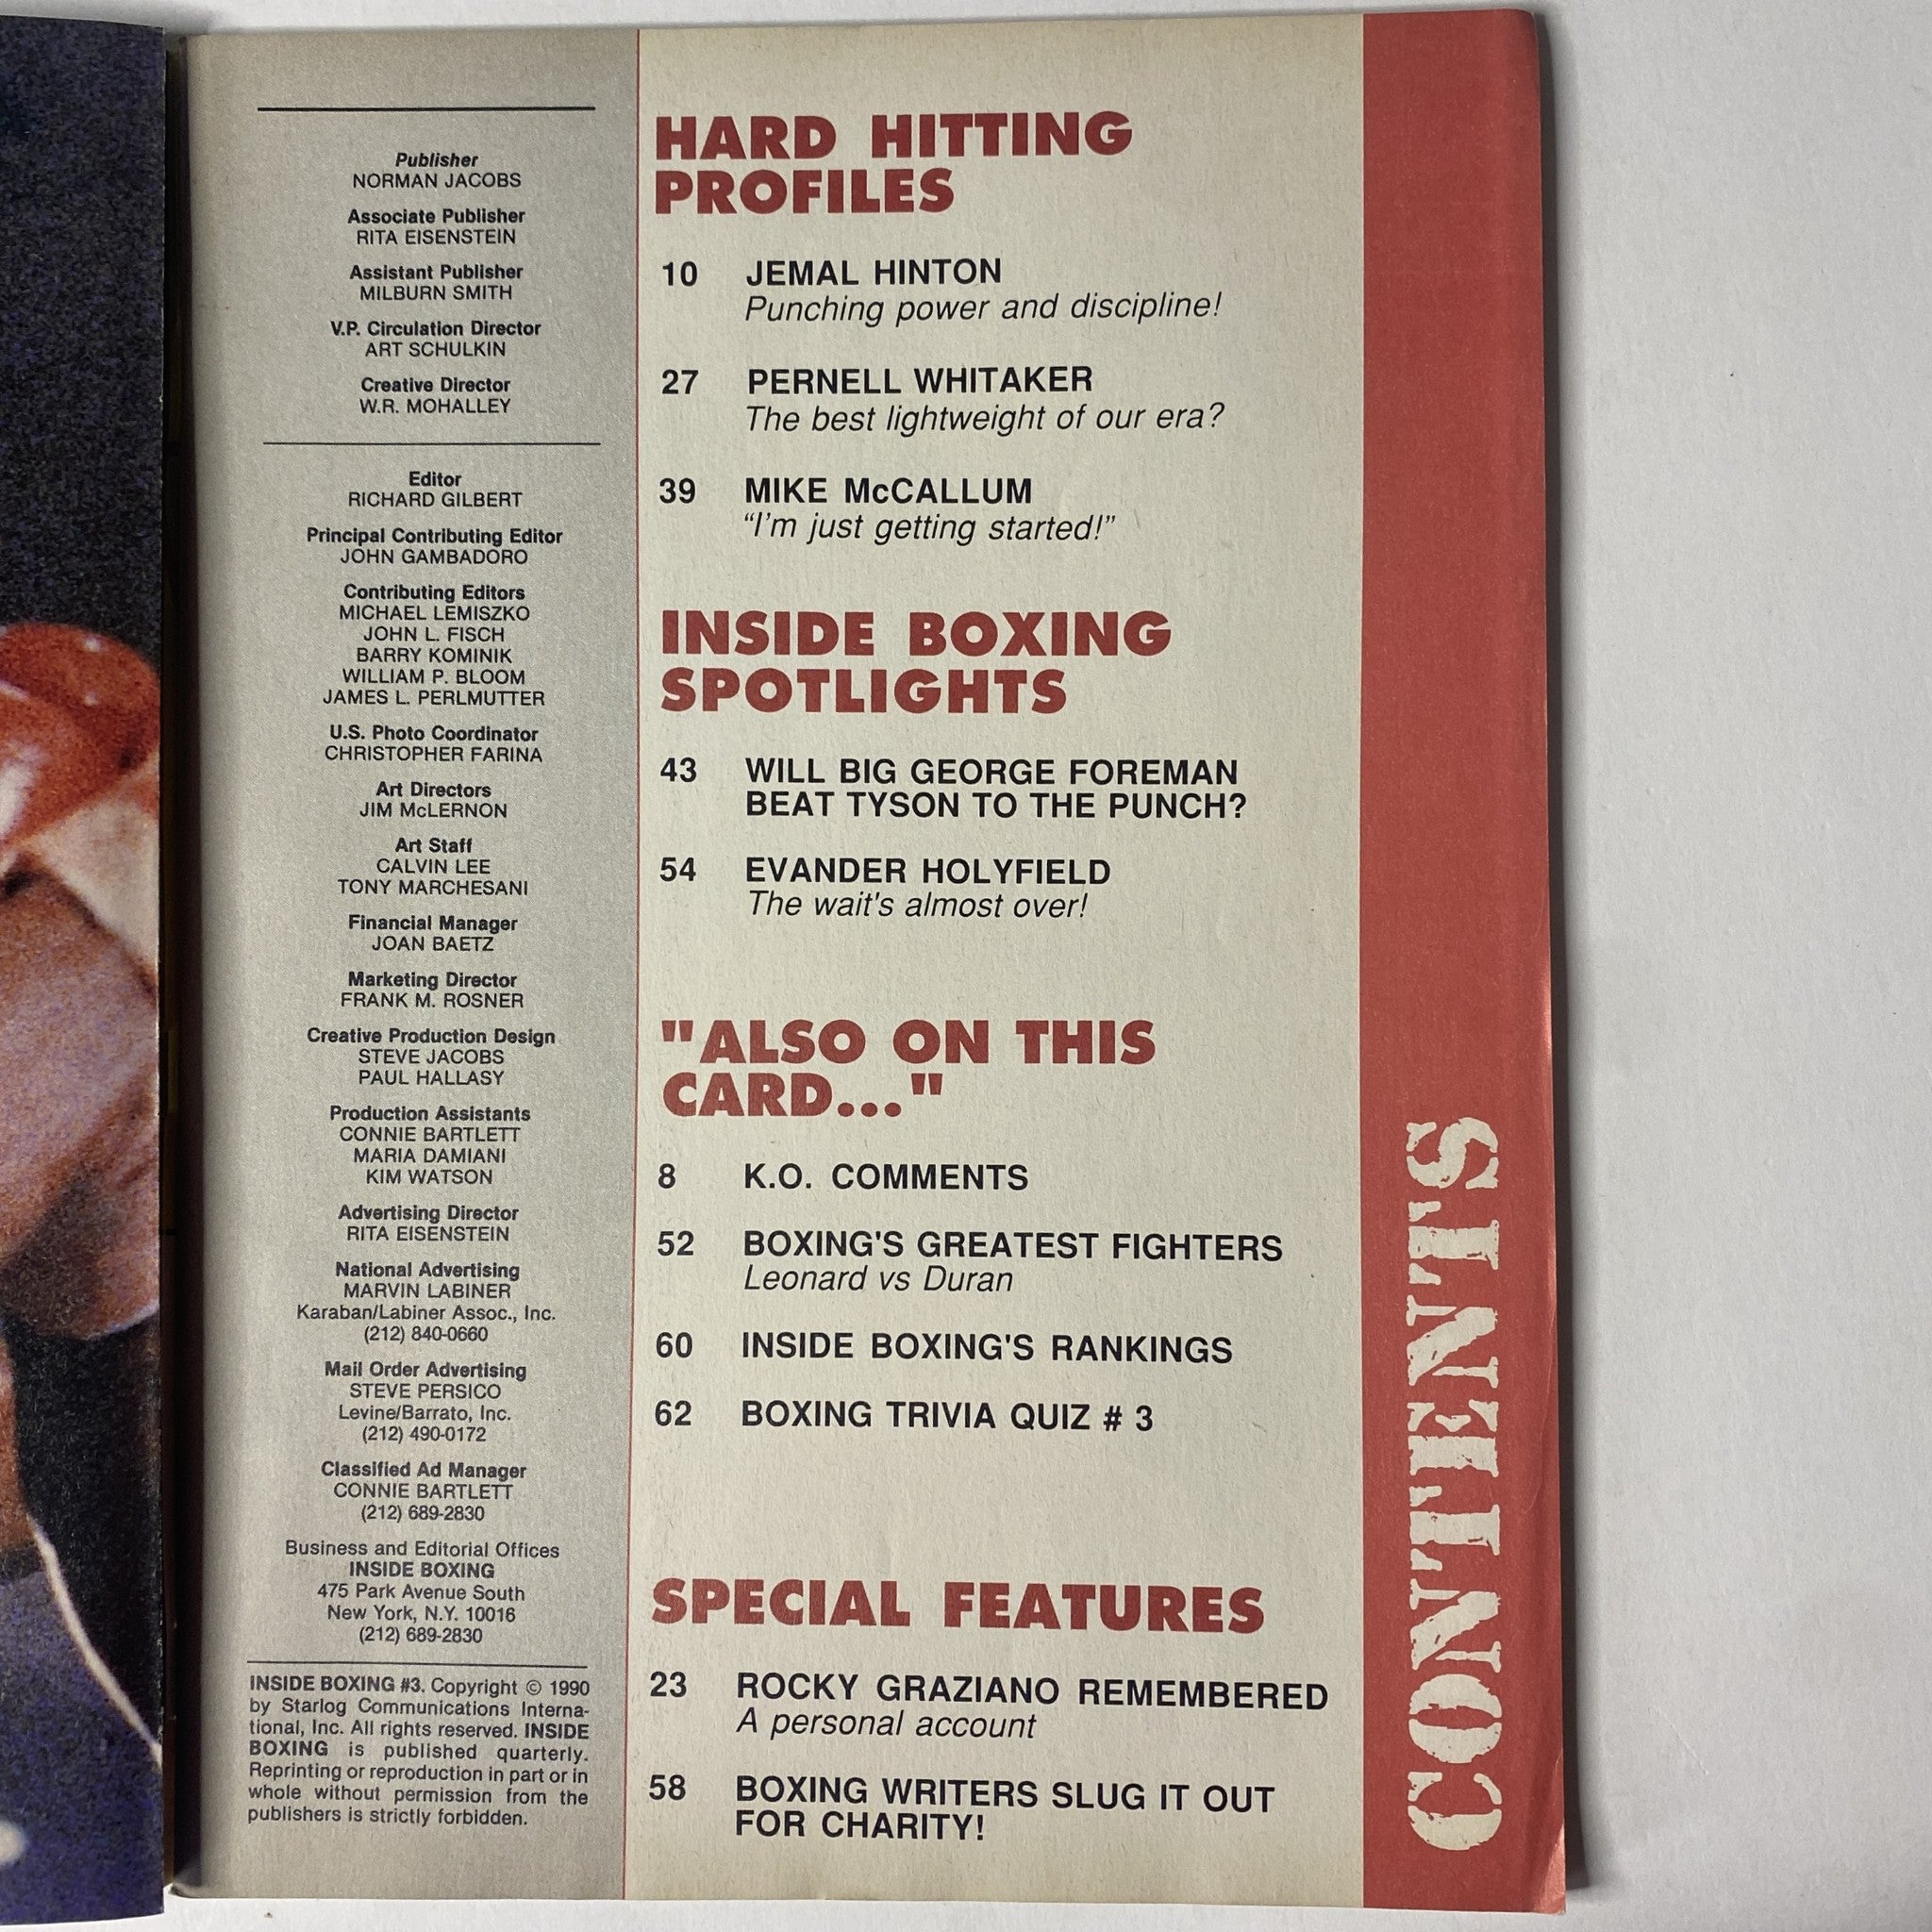 Publisher
NORMAN JACOBS
Associate Publisher
RITA EISENSTEIN
Assistant Publisher
MILBURN SMITH
V.P. Circulation Director
ART SCHULKIN
Creative Director
W.R. MOHALLEY
Editor
RICHARD GILBERT
Principal Contributing Editor
JOHN GAMBADORO
Contributing Editors
MICHAEL LEMISZKO
JOHN L. FISCH
BARRY KOMINIK
WILLIAM P. BLOOM
JAMES L. PERLMUTTER
U.S. Photo Coordinator
CHRISTOPHER FARINA
Art Directors
JIM McLERNON
Art Staff
CALVIN LEE
TONY MARCHESANI
Financial Manager
JOAN BAETZ
Marketing Director
FRANK M. ROSNER
Creative Production Design
STEVE JACOBS
PAUL HALLASY
Production Assistants
CONNIE BARTLETT
MARIA DAMIANI
KIM WATSON
Advertising Director
RITA EISENSTEIN
National Advertising
MARVIN LABINER
Karaban/Labiner Assoc., Inc.
(212) 840-0660
Mail Order Advertising
STEVE PERSICO
Levine/Barrato, Inc.
(212) 490-0172
Classified Ad Manager
CONNIE BARTLETT
(212) 689-2830
Business and Editorial Offices
INSIDE BOXING
475 Park Avenue South
New York, N.Y. 10016
(212) 689-2830
INSIDE BOXING #3. Copyright © 1990
by Starlog Communications Interna-
tional, Inc. All rights reserved. INSIDE
BOXING is published quarterly.
Reprinting or reproduction in part or in
whole without permission from the
publishers is strictly forbidden.
HARD HITTING
PROFILES
10 JEMAL HINTON
Punching power and discipline!
27 PERNELL WHITAKER
The best lightweight of our era?
39 MIKE McCALLUM
“I'm just getting started!”
INSIDE BOXING
SPOTLIGHTS
43 WILL BIG GEORGE FOREMAN
BEAT TYSON TO THE PUNCH?
54 EVANDER HOLYFIELD
The wait's almost over!
"ALSO ON THIS
CARD..."
8 K.O. COMMENTS
52 BOXING'S GREATEST FIGHTERS
Leonard vs Duran
60 INSIDE BOXING'S RANKINGS
62 BOXING TRIVIA QUIZ # 3
SPECIAL FEATURES
23 ROCKY GRAZIANO REMEMBERED
A personal account
58 BOXING WRITERS SLUG IT OUT
FOR CHARITY!
CONTENTS